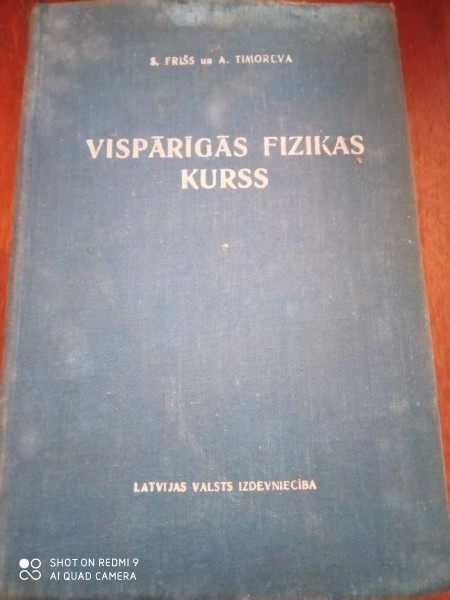 S. FRIŠS un A. TIMOREVA
VISPĀRĪGĀS FIZIKAS
KURSS
LATVIJAS VALSTS IZDEVNIECĪBA
SHOT ON REDMI 9
AI QUAD CAMERA